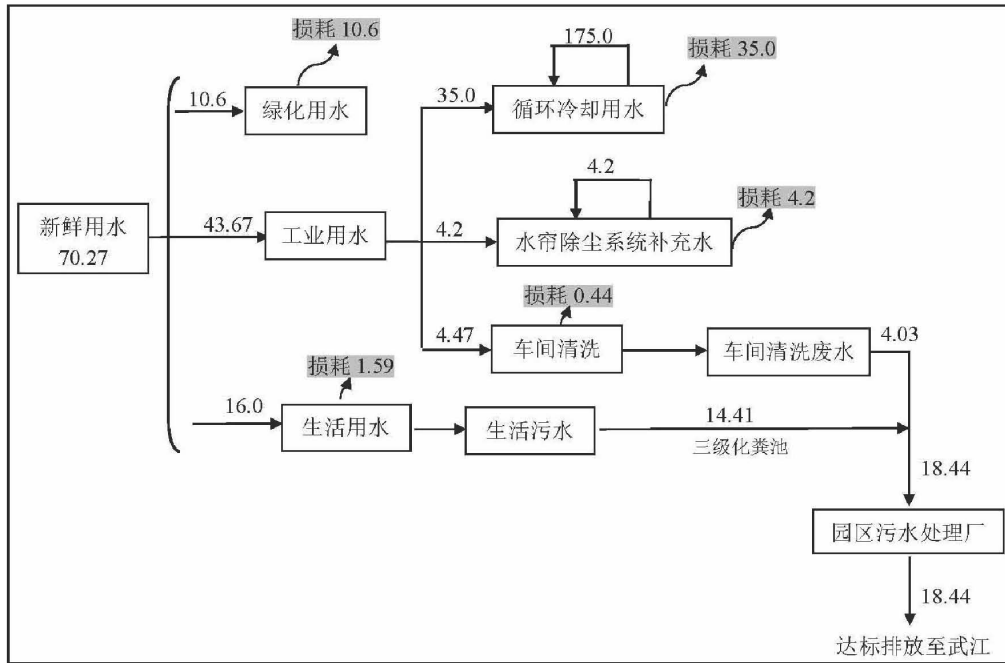 损耗 10.6
175.0
损耗 35.0
10.6
绿化用水
35.0
循环冷却用水
4.2
损耗 4.2
新鲜用水
70.27
43.67
工业用水
4.2
水帘除尘系统补充水
损耗 0.44
4.47
车间清洗
车间清洗废水
4.03
损耗 1.59
16.0
生活用水
生活污水
14.41
三级化粪池
18.44
园区污水处理厂
18.44
达标排放至武江